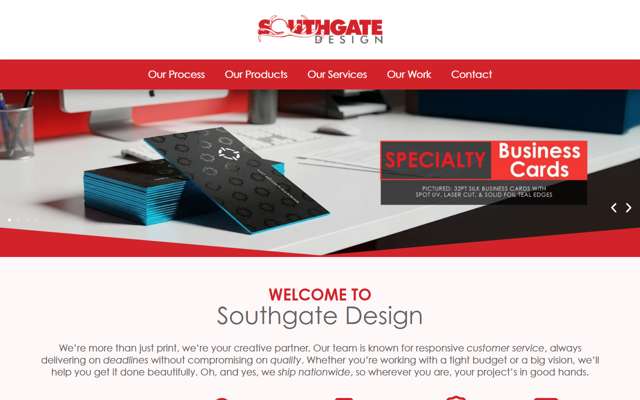 SOUTHGATE
DESIGN
Our Process Our Products Our Services Our Work Contact
SPECIALTY Business Cards
PICTURED: 32PT SILK BUSINESS CARDS WITH
SPOT UV, LASER CUT, & SOLID FOIL TEAL EDGES
WELCOME TO
Southgate Design
We're more than just print, we're your creative partner. Our team is known for responsive customer service, always
delivering on deadlines without compromising on quality. Whether you're working with a tight budget or a big vision, we'll
help you get it done beautifully. Oh, and yes, we ship nationwide, so wherever you are, your project's in good hands.